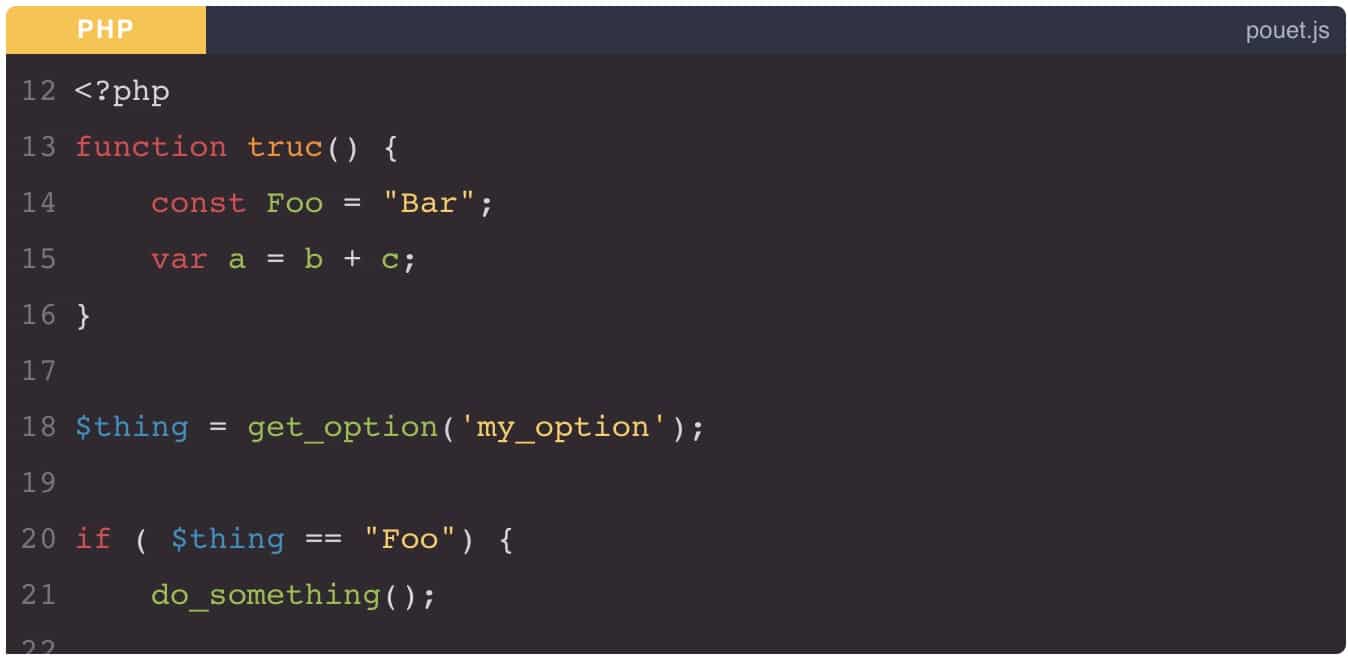 PHP pouet.js
12 <?php
13 function truc() {
14     const Foo = "Bar";
15     var a = b + c;
16 }
17
18 $thing = get_option('my_option');
19
20 if ( $thing == "Foo") {
21     do_something();
22